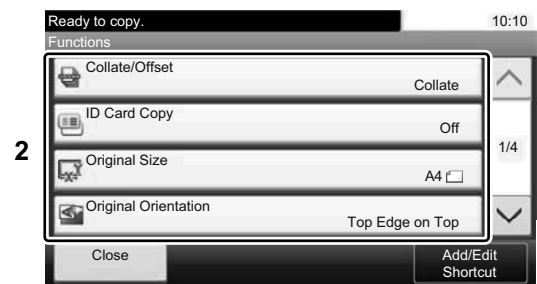 Ready to copy. 10:10
Functions
Collate/Offset
Collate
ID Card Copy
Off
2
1/4
Original Size
A4
Original Orientation
Top Edge on Top
Close
Add/Edit
Shortcut